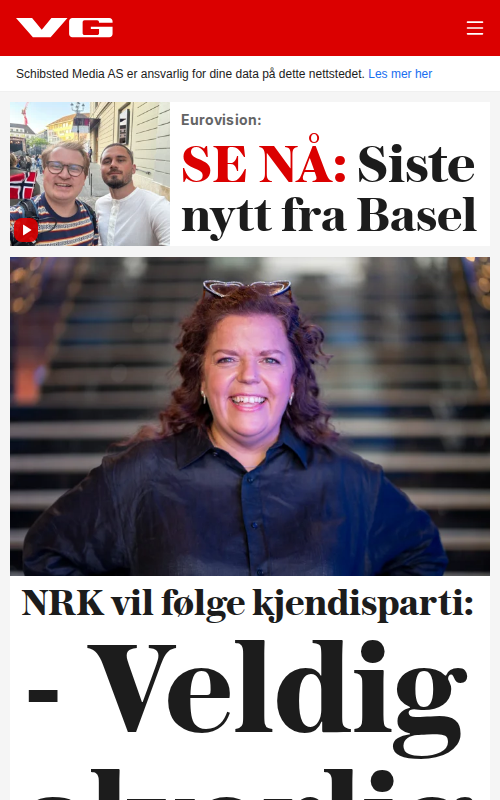 VG
Schibsted Media AS er ansvarlig for dine data på dette nettstedet. Les mer her
Eurovision:
SE NÅ: Siste
nytt fra Basel
NRK vil følge kjendisparti:
- Veldig